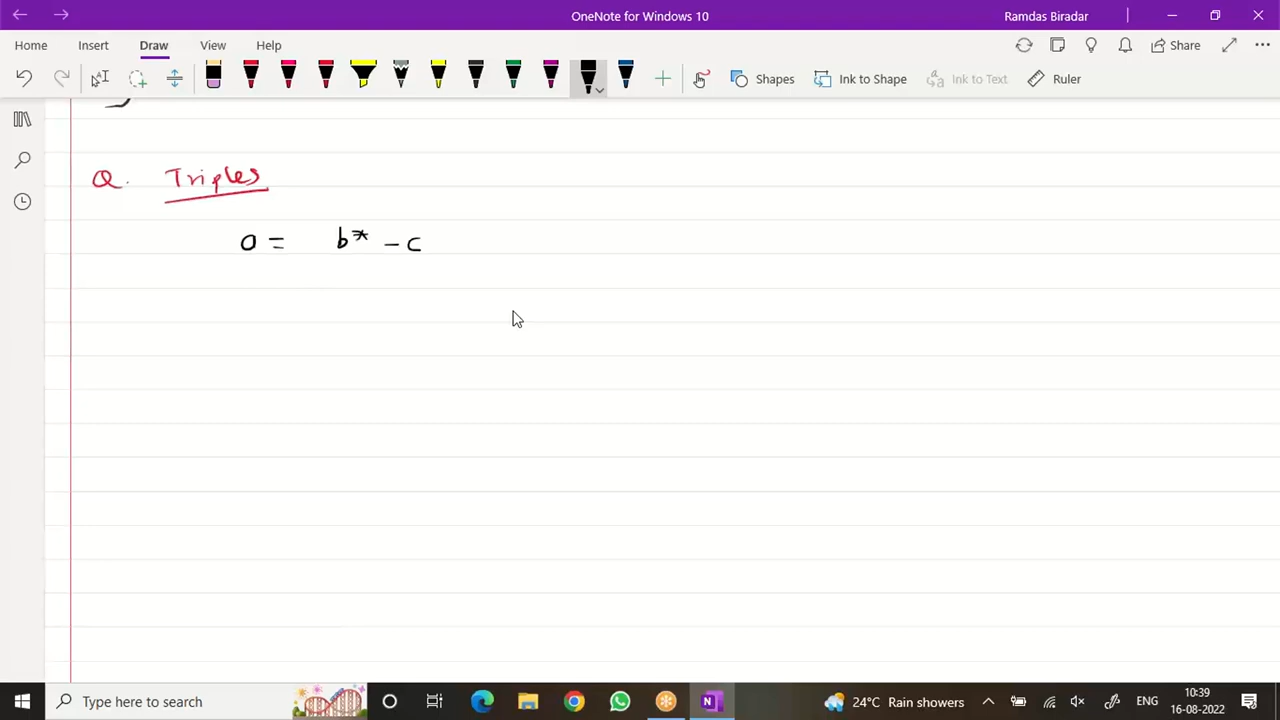 OneNote for Windows 10
Ramdas Biradar
Home Insert Draw View Help
Share
Shapes Ink to Shape Ink to Text Ruler
Q. Triples
a = b* - c
Type here to search
24°C Rain showers
ENG
10:39
16-08-2022